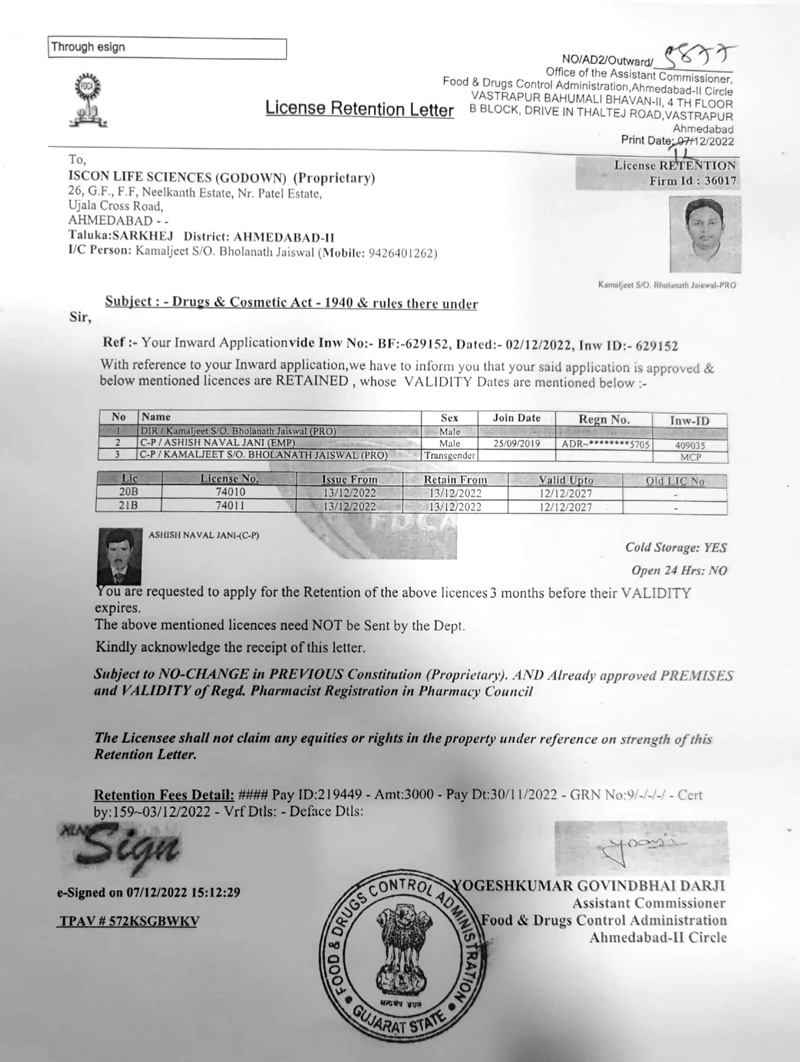 Through esign
NO/AD2/Outward/
Office of the Assistant Commissioner,
Food & Drugs Control Administration,Ahmedabad-II Circle
VASTRAPUR BAHUMALI BHAVAN-II, 4 TH FLOOR
B BLOCK, DRIVE IN THALTEJ ROAD,VASTRAPUR
Ahmedabad
Print Date:-07/12/2022
FDCA
License Retention Letter
License RETENTION
Firm Id : 36017
To,
ISCON LIFE SCIENCES (GODOWN) (Proprietary)
26, G.F., F.F, Neelkanth Estate, Nr. Patel Estate,
Ujala Cross Road,
AHMEDABAD - -
Taluka:SARKHEJ District: AHMEDABAD-II
I/C Person: Kamaljeet S/O. Bholanath Jaiswal (Mobile: 9426401262)
Kamaljeet S/O. Bholanath Jaiswal-PRO
Subject : - Drugs & Cosmetic Act - 1940 & rules there under
Sir,
Ref :- Your Inward Applicationvide Inw No:- BF:-629152, Dated:- 02/12/2022, Inw ID:- 629152
With reference to your Inward application,we have to inform you that your said application is approved &
below mentioned licences are RETAINED , whose VALIDITY Dates are mentioned below :-
No Name Sex Join Date Regn No. Inw-ID
1 DIR / Kamaljeet S/O. Bholanath Jaiswal (PRO) Male
2 C-P / ASHISH NAVAL JANI (EMP) Male 25/09/2019 ADR~********5705 409035
3 C-P / KAMALJEET S/O. BHOLANATH JAISWAL (PRO) Transgender MCP
Lic License No. Issue From Retain From Valid Upto Old LIC No
20B 74010 13/12/2022 13/12/2022 12/12/2027 -
21B 74011 13/12/2022 13/12/2022 12/12/2027 -
FDCA
ASHISH NAVAL JANI-(C-P)
Cold Storage: YES
Open 24 Hrs: NO
You are requested to apply for the Retention of the above licences 3 months before their VALIDITY
expires.
The above mentioned licences need NOT be Sent by the Dept.
Kindly acknowledge the receipt of this letter.
Subject to NO-CHANGE in PREVIOUS Constitution (Proprietary). AND Already approved PREMISES
and VALIDITY of Regd. Pharmacist Registration in Pharmacy Council
The Licensee shall not claim any equities or rights in the property under reference on strength of this
Retention Letter.
Retention Fees Detail: #### Pay ID:219449 - Amt:3000 - Pay Dt:30/11/2022 - GRN No:9/-/-/-/ - Cert
by:159~03/12/2022 - Vrf Dtls: - Deface Dtls:
XLN
Sign
e-Signed on 07/12/2022 15:12:29
TPAV # 572KSGBWKV
YOGESHKUMAR GOVINDBHAI DARJI
Assistant Commissioner
Food & Drugs Control Administration
Ahmedabad-II Circle
FOOD & DRUGS CONTROL ADMINISTRATION
सत्यमेव जयते
GUJARAT STATE